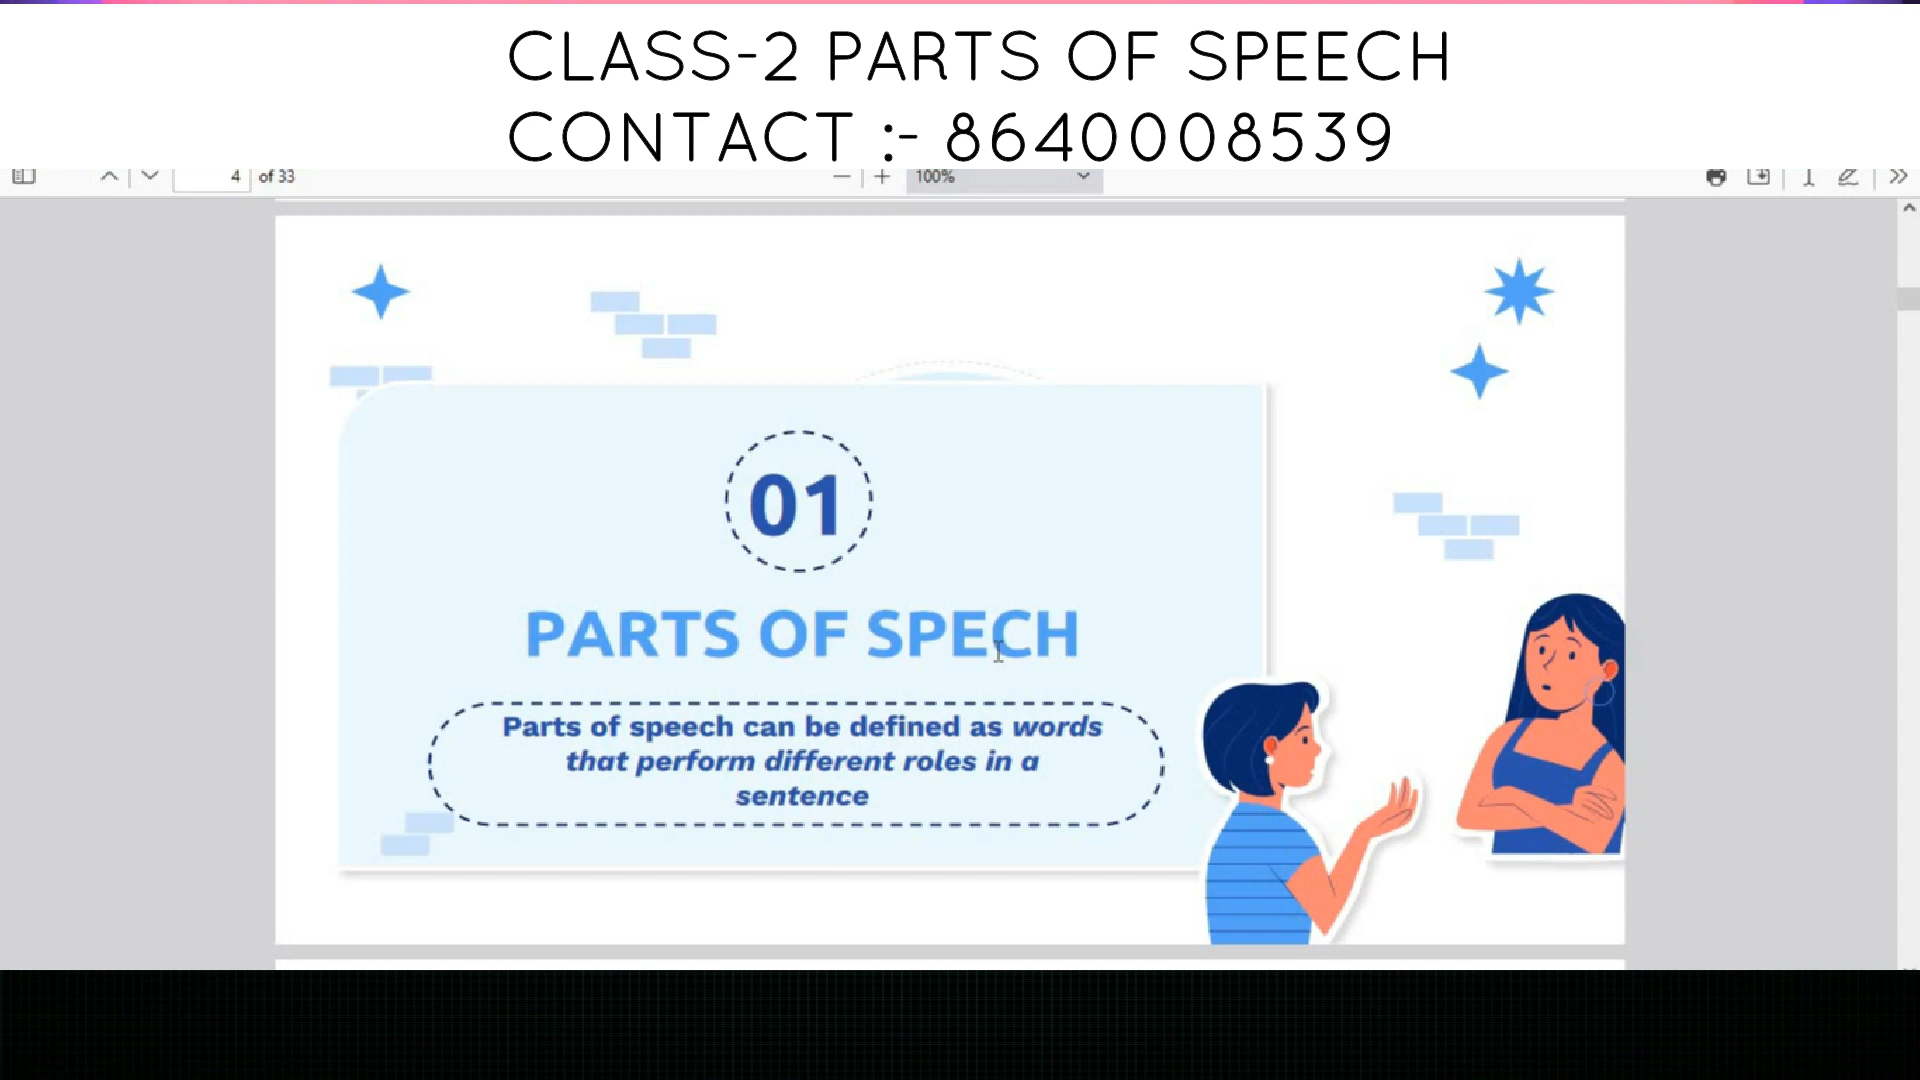 CLASS-2 PARTS OF SPEECH
CONTACT :- 8640008539
4 of 33
100%
01
PARTS OF SPECH
Parts of speech can be defined as words
that perform different roles in a
sentence